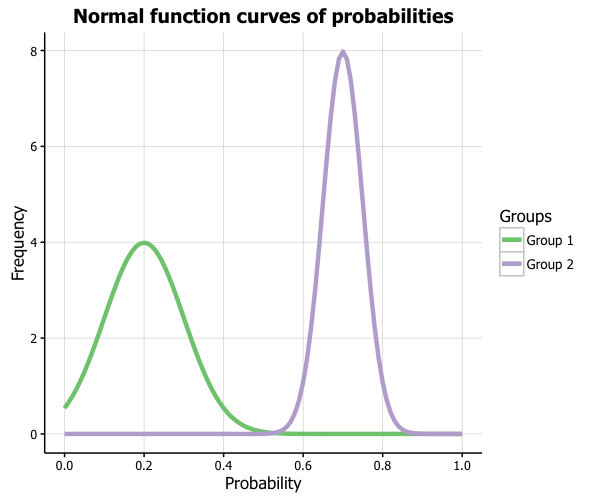 Normal function curves of probabilities
8
6
4
2
0
Frequency
0.0 0.2 0.4 0.6 0.8 1.0
Probability
Groups
Group 1
Group 2